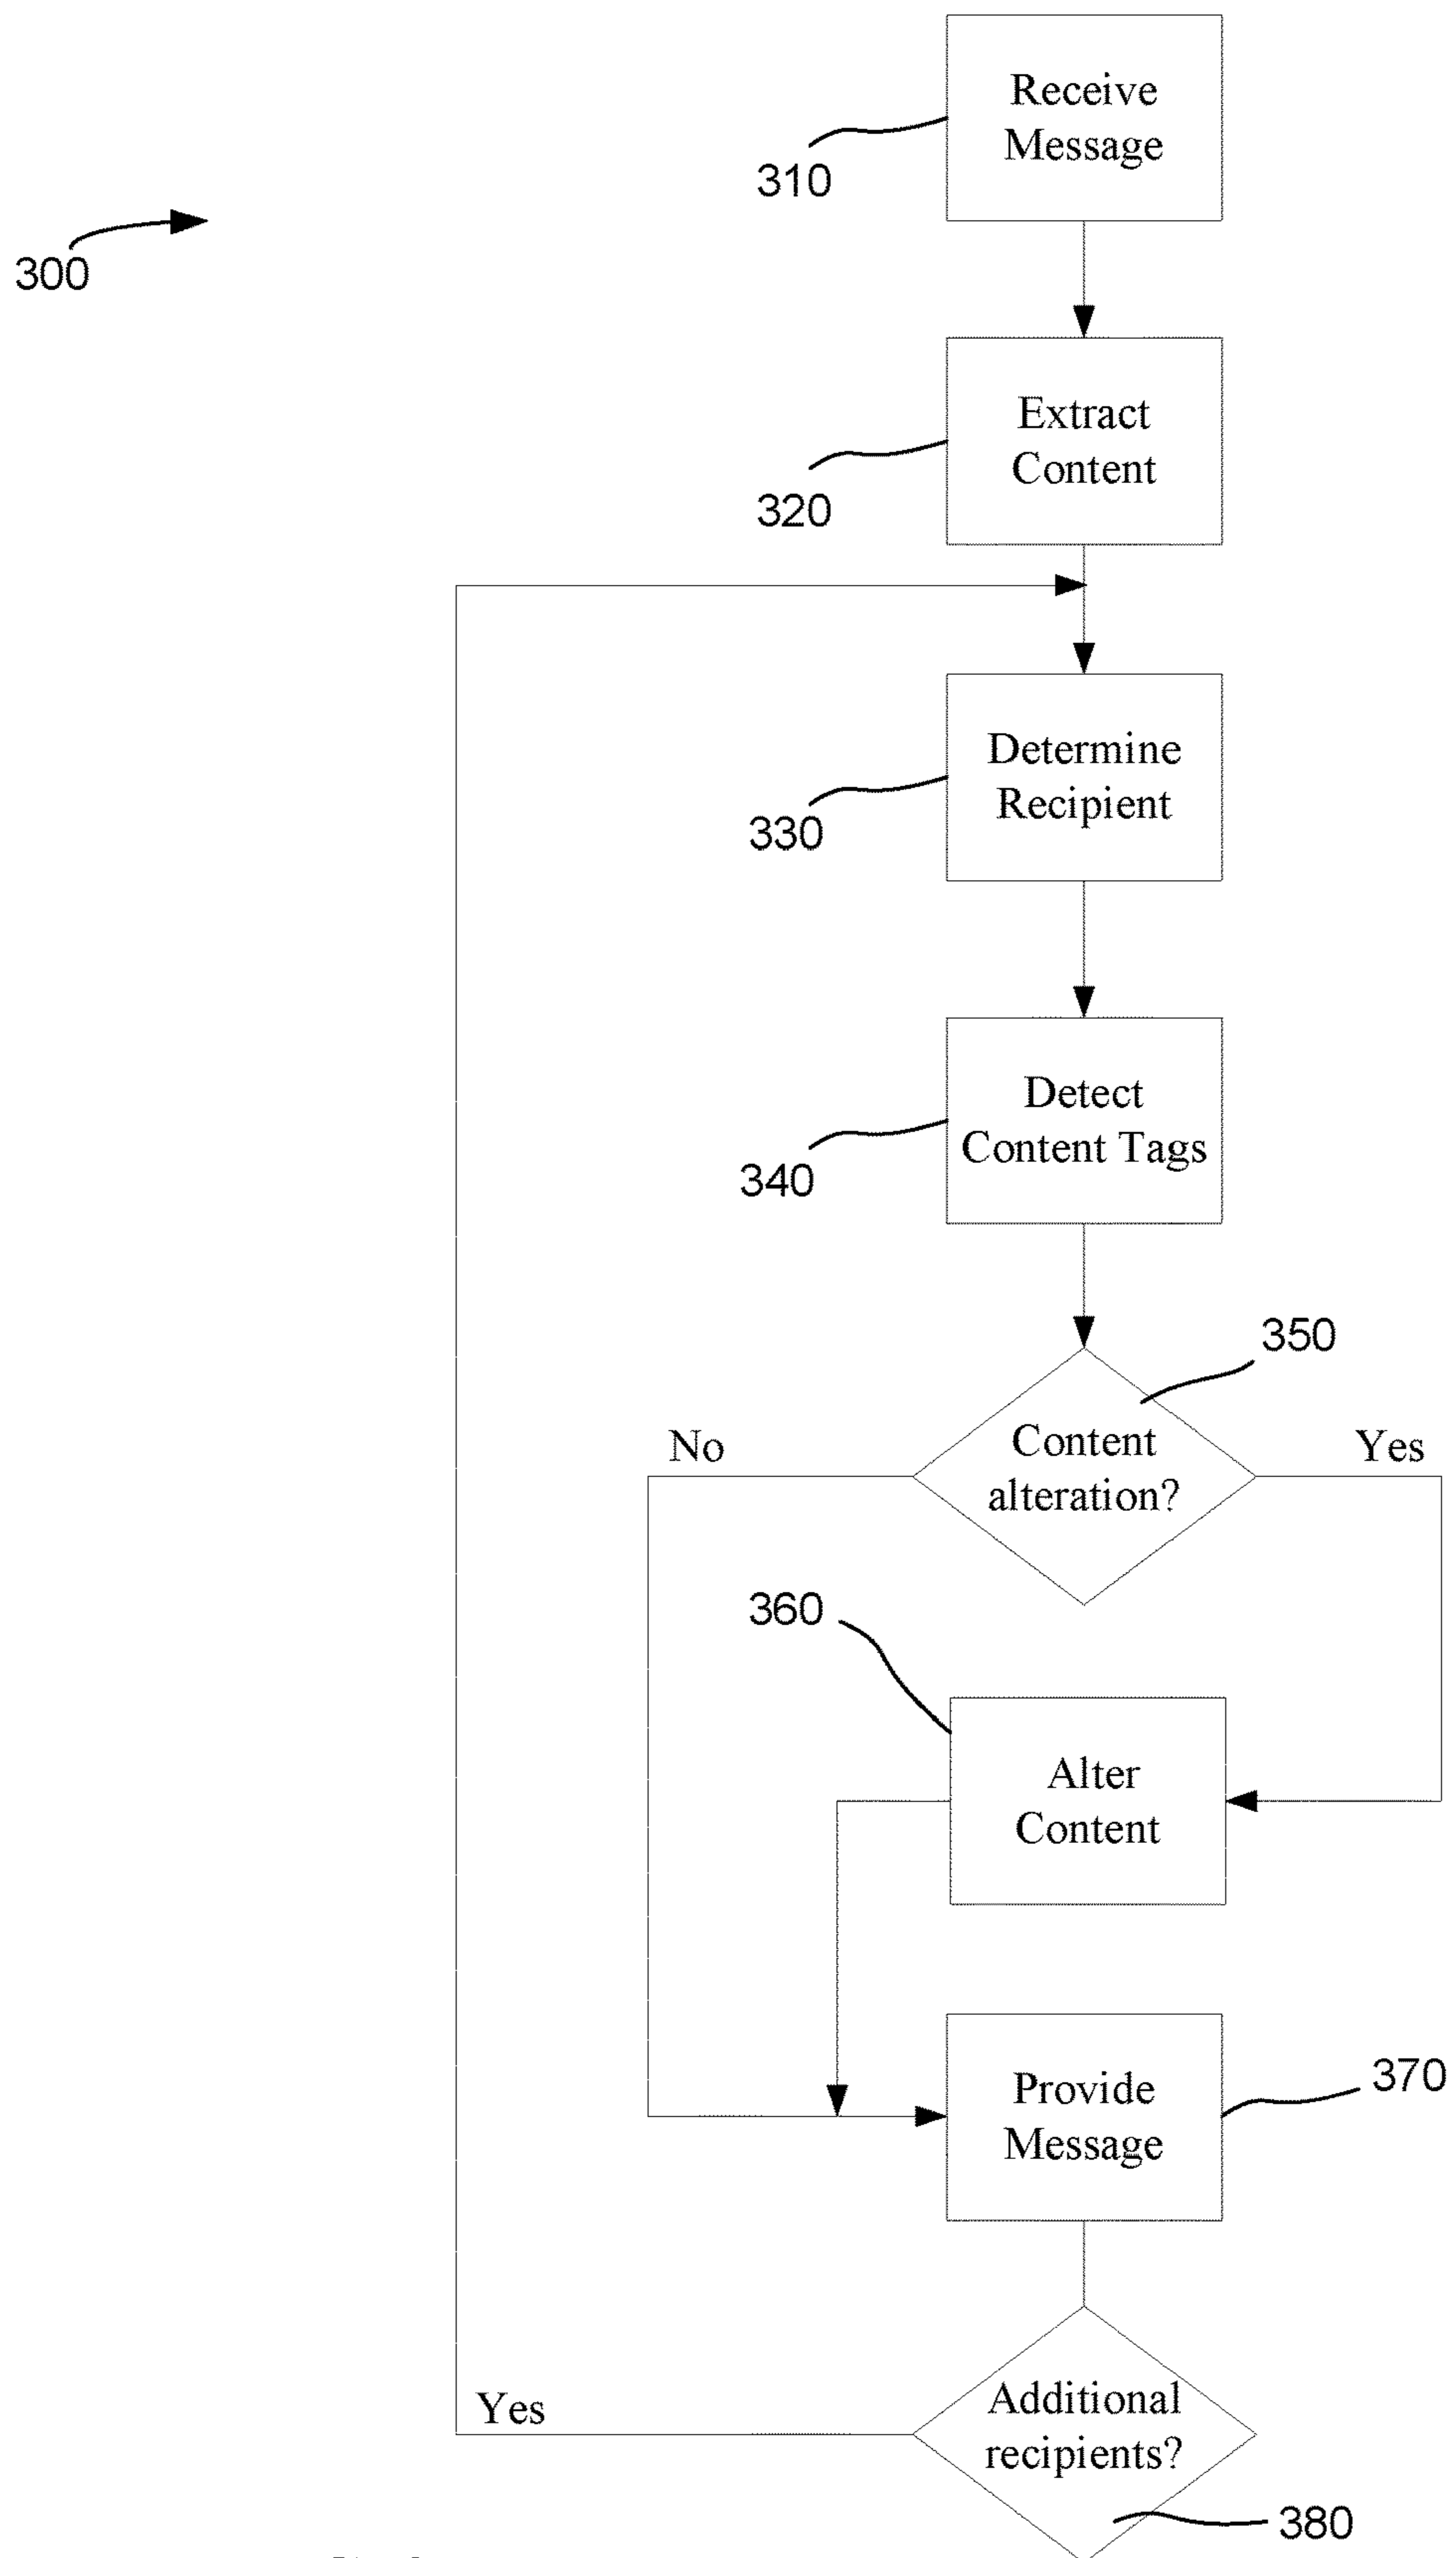 Receive
Message
310
300
Extract
Content
320
Determine
Recipient
330
Detect
Content Tags
340
350
Content
alteration?
No
Yes
360
Alter
Content
Provide
Message
370
Additional
recipients?
Yes
380